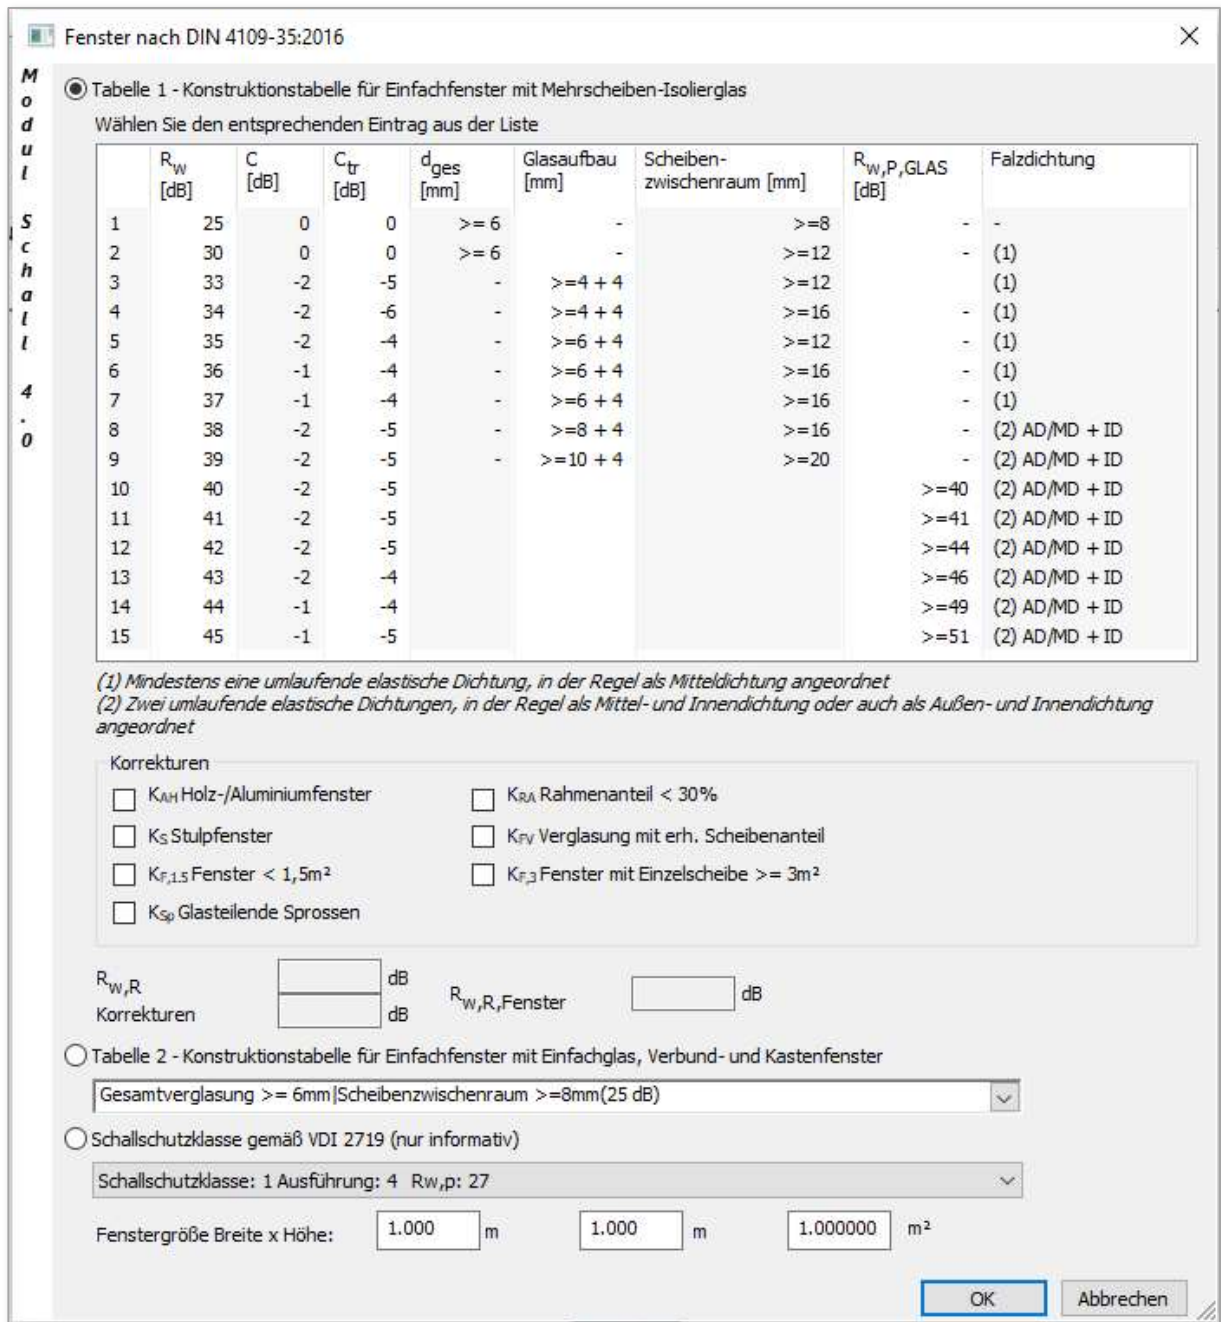 Fenster nach DIN 4109-35:2016
Modul Schall 4.0
Tabelle 1 - Konstruktionstabelle für Einfachfenster mit Mehrscheiben-Isolierglas
Wählen Sie den entsprechenden Eintrag aus der Liste
Rw [dB] C [dB] Ctr [dB] dges [mm] Glasaufbau [mm] Scheiben-zwischenraum [mm] Rw,P,GLAS [dB] Falzdichtung
1 25 0 0 >= 6 - >=8 - -
2 30 0 0 >= 6 - >=12 - (1)
3 33 -2 -5 - >=4 + 4 >=12 (1)
4 34 -2 -6 - >=4 + 4 >=16 - (1)
5 35 -2 -4 - >=6 + 4 >=12 - (1)
6 36 -1 -4 - >=6 + 4 >=16 - (1)
7 37 -1 -4 - >=6 + 4 >=16 - (1)
8 38 -2 -5 - >=8 + 4 >=16 - (2) AD/MD + ID
9 39 -2 -5 - >=10 + 4 >=20 - (2) AD/MD + ID
10 40 -2 -5 >=40 (2) AD/MD + ID
11 41 -2 -5 >=41 (2) AD/MD + ID
12 42 -2 -5 >=44 (2) AD/MD + ID
13 43 -2 -4 >=46 (2) AD/MD + ID
14 44 -1 -4 >=49 (2) AD/MD + ID
15 45 -1 -5 >=51 (2) AD/MD + ID
(1) Mindestens eine umlaufende elastische Dichtung, in der Regel als Mitteldichtung angeordnet
(2) Zwei umlaufende elastische Dichtungen, in der Regel als Mittel- und Innendichtung oder auch als Außen- und Innendichtung
angeordnet
Korrekturen
KAH Holz-/Aluminiumfenster KRA Rahmenanteil < 30%
KS Stulpfenster KFV Verglasung mit erh. Scheibenanteil
KF,1.5 Fenster < 1,5m² KF,3 Fenster mit Einzelscheibe >= 3m²
KSp Glasteilende Sprossen
Rw,R dB
Korrekturen dB Rw,R,Fenster dB
Tabelle 2 - Konstruktionstabelle für Einfachfenster mit Einfachglas, Verbund- und Kastenfenster
Gesamtverglasung >= 6mm|Scheibenzwischenraum >=8mm(25 dB)
Schallschutzklasse gemäß VDI 2719 (nur informativ)
Schallschutzklasse: 1 Ausführung: 4 Rw,p: 27
Fenstergröße Breite x Höhe: 1.000 m 1.000 m 1.000000 m²
OK Abbrechen